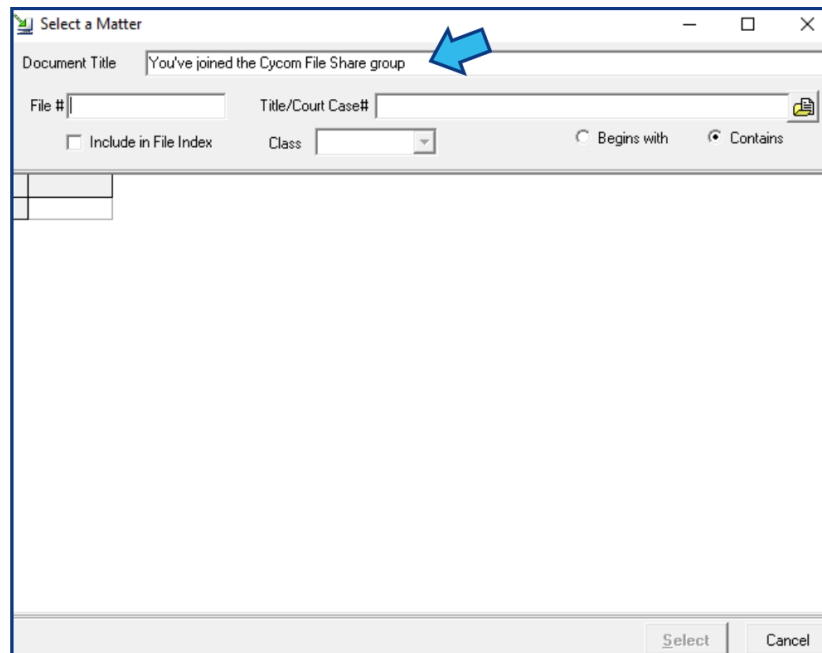 Select a Matter
Document Title You've joined the Cycom File Share group
File # Title/Court Case#
Include in File Index Class Begins with Contains
Select Cancel